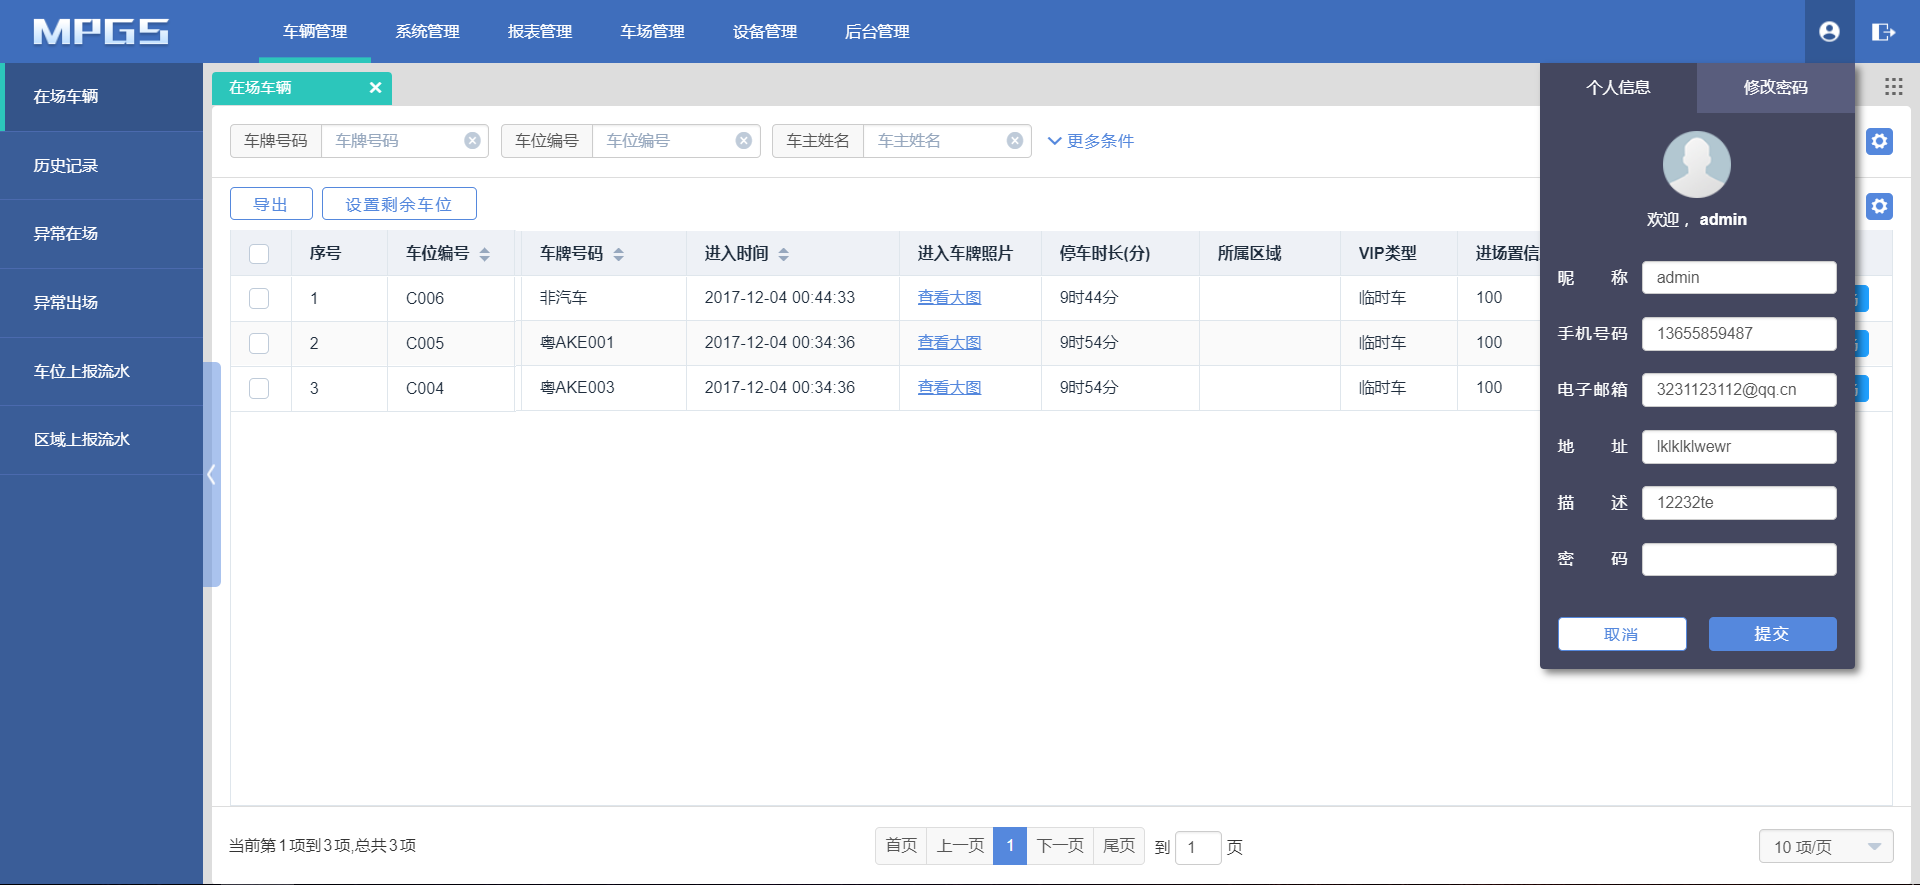 MPGS
车辆管理 系统管理 报表管理 车场管理 设备管理 后台管理
在场车辆
历史记录
异常在场
异常出场
车位上报流水
区域上报流水
在场车辆
车牌号码 车牌号码 车位编号 车位编号 车主姓名 车主姓名 更多条件
导出 设置剩余车位
序号 车位编号 车牌号码 进入时间 进入车牌照片 停车时长(分) 所属区域 VIP类型 进场置信
1 C006 非汽车 2017-12-04 00:44:33 查看大图 9时44分 临时车 100
2 C005 粤AKE001 2017-12-04 00:34:36 查看大图 9时54分 临时车 100
3 C004 粤AKE003 2017-12-04 00:34:36 查看大图 9时54分 临时车 100
当前第1项到3项,总共3项
首页 上一页 1 下一页 尾页 到 1 页
10 项/页
个人信息 修改密码
欢迎， admin
昵 称 admin
手机号码 13655859487
电子邮箱 3231123112@qq.cn
地 址 lklklklwewr
描 述 12232te
密 码
取消 提交